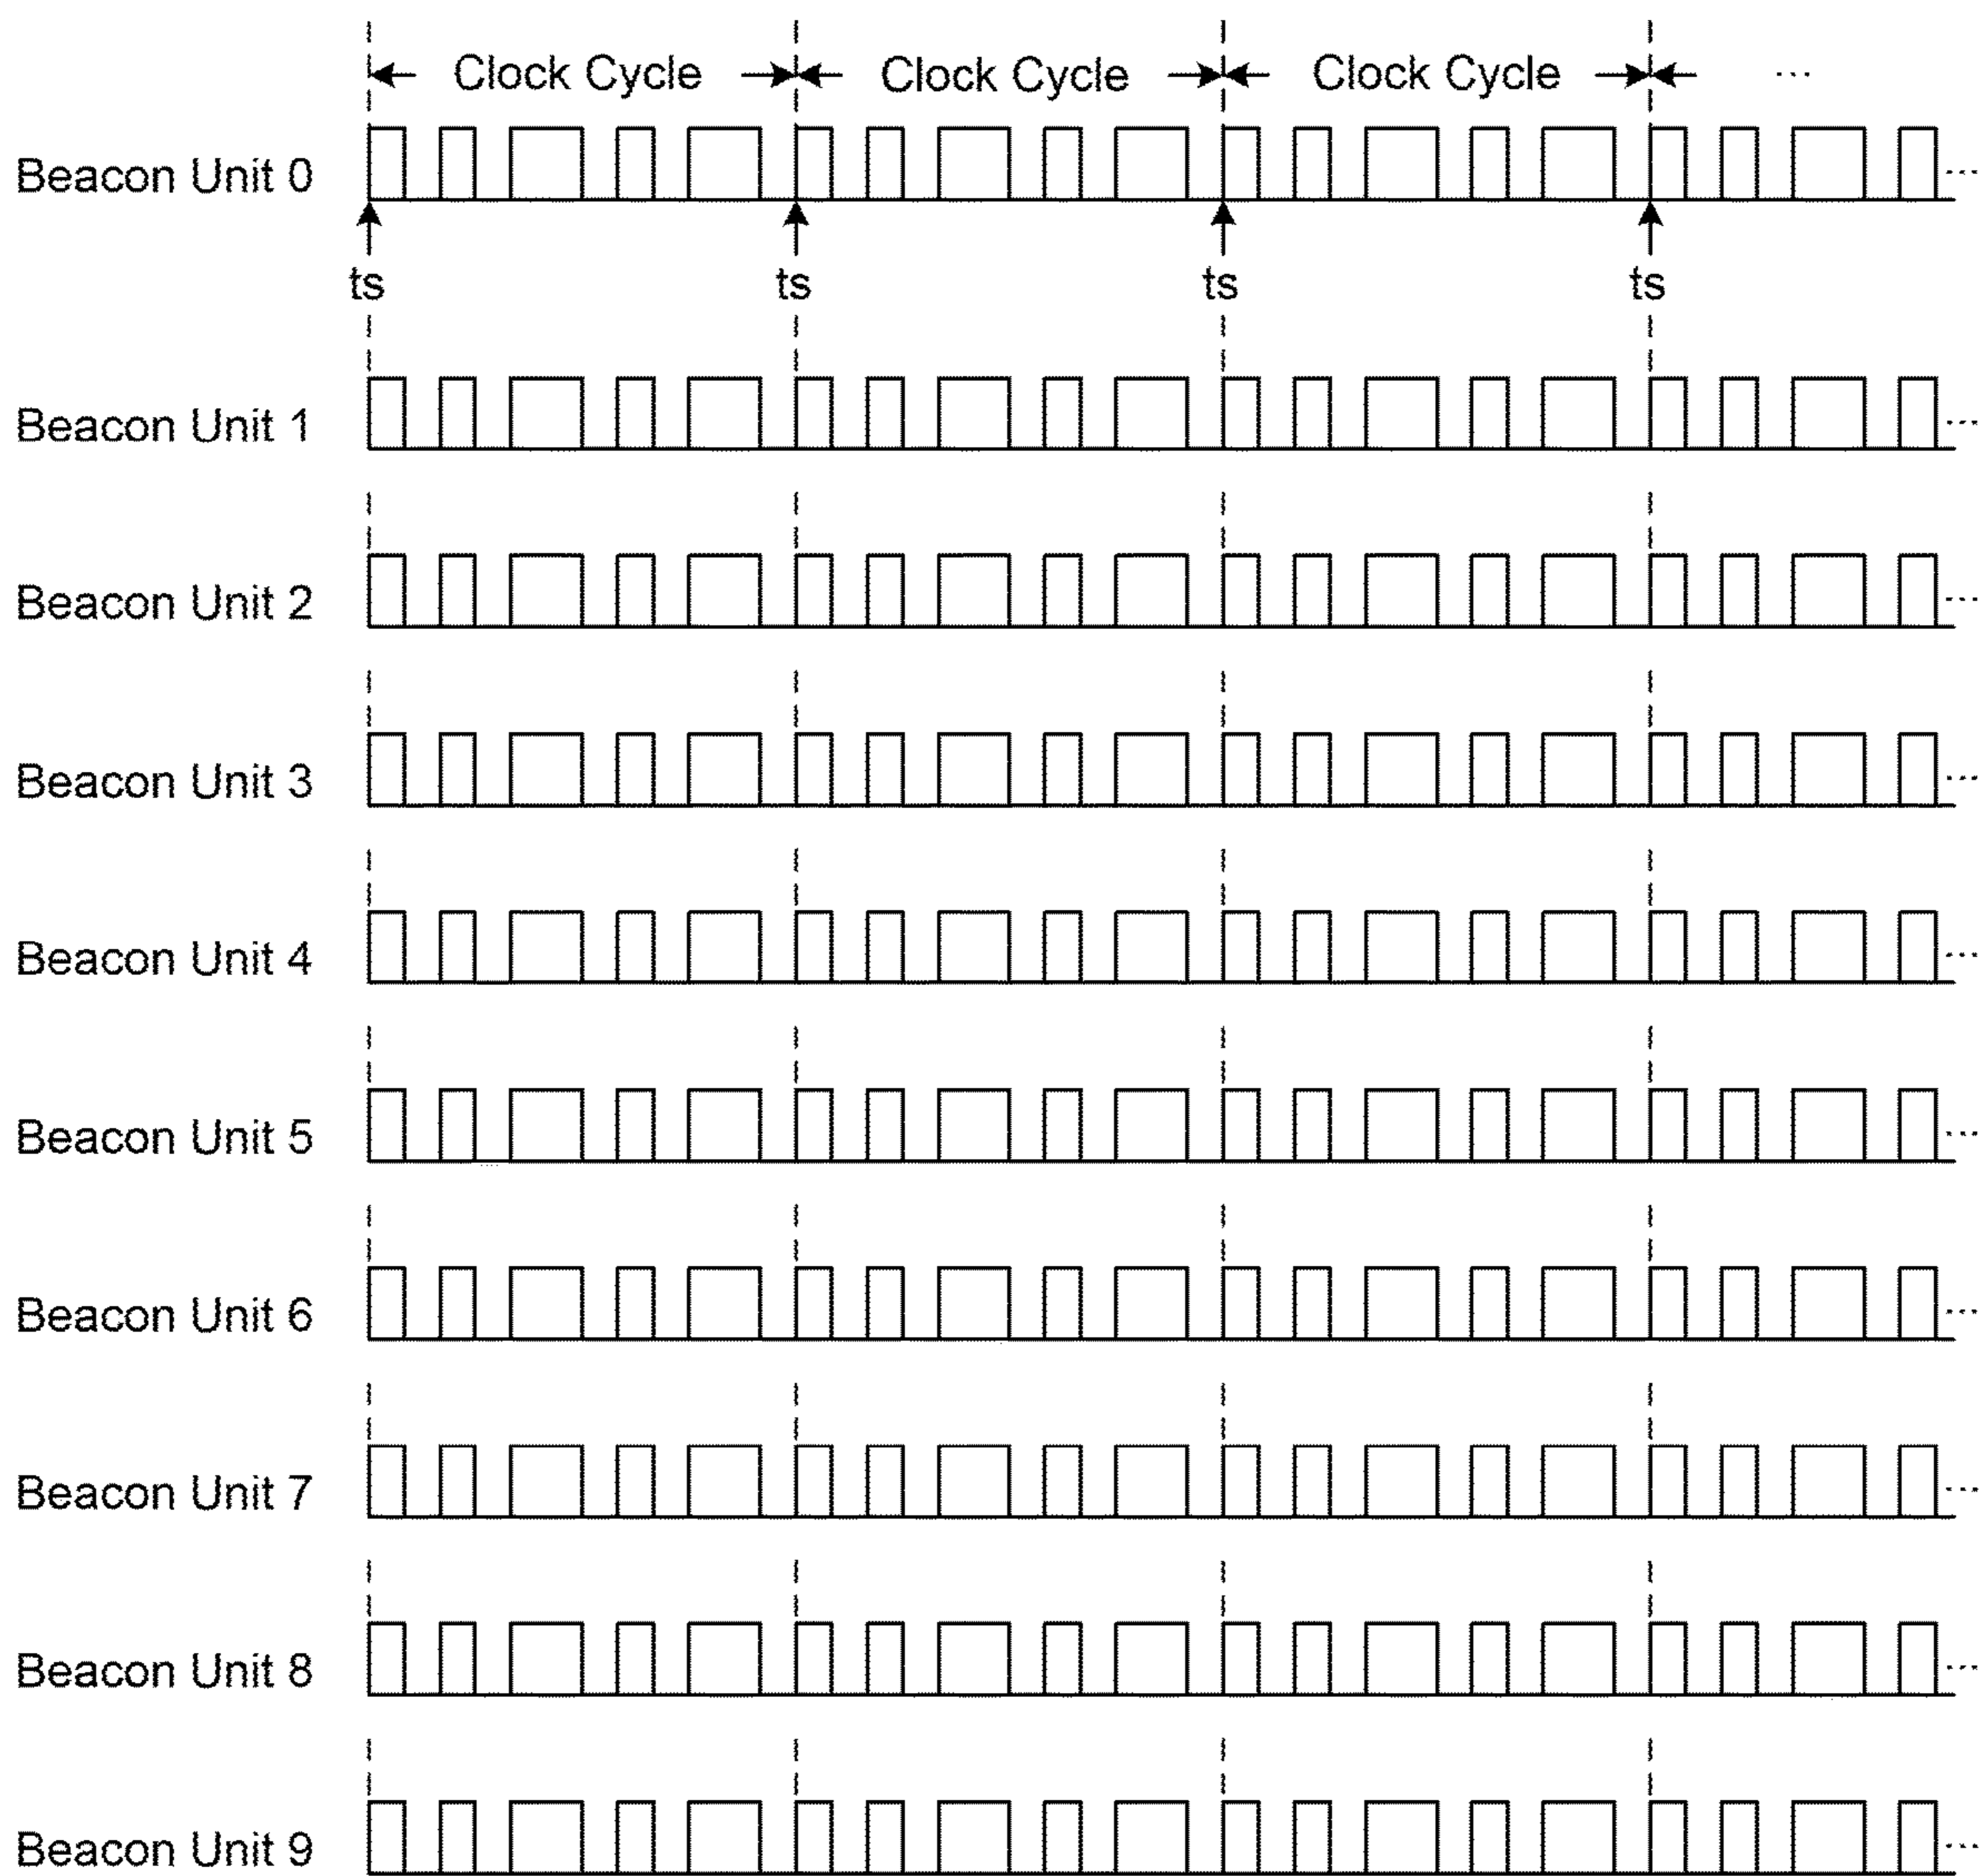 Clock Cycle Clock Cycle Clock Cycle ...
Beacon Unit 0 ...
ts ts ts ts
Beacon Unit 1 ...
Beacon Unit 2 ...
Beacon Unit 3 ...
Beacon Unit 4 ...
Beacon Unit 5 ...
Beacon Unit 6 ...
Beacon Unit 7 ...
Beacon Unit 8 ...
Beacon Unit 9 ...